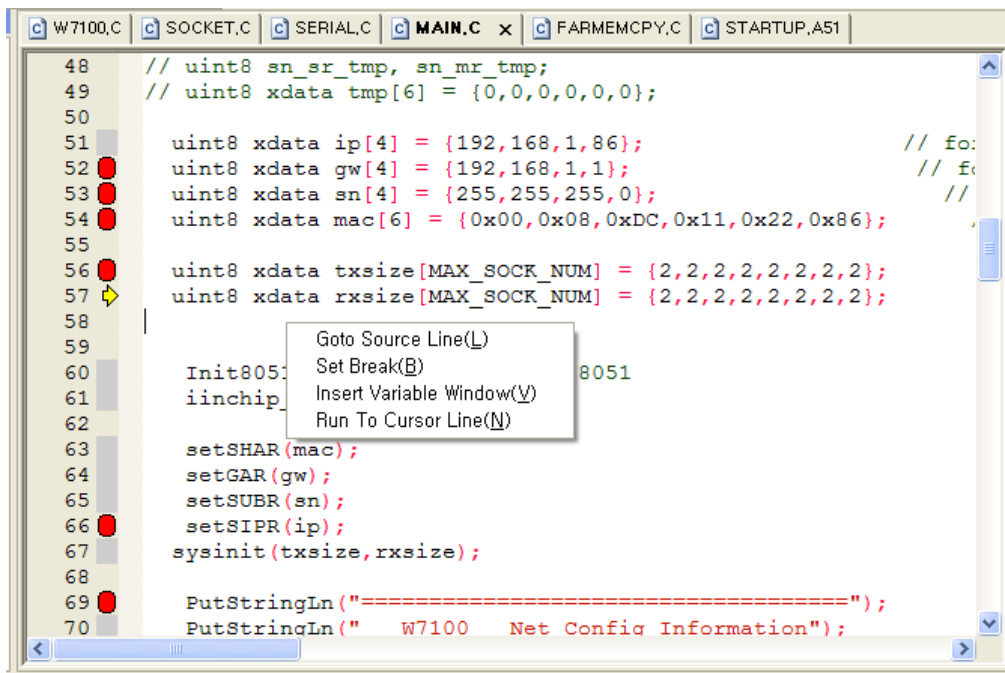 W7100,C SOCKET,C SERIAL,C MAIN,C x FARMEMCPY,C STARTUP,A51
48 // uint8 sn_sr_tmp, sn_mr_tmp;
49 // uint8 xdata tmp[6] = {0,0,0,0,0,0};
50
51 uint8 xdata ip[4] = {192,168,1,86}; //
52 uint8 xdata gw[4] = {192,168,1,1}; //
53 uint8 xdata sn[4] = {255,255,255,0}; //
54 uint8 xdata mac[6] = {0x00,0x08,0xDC,0x11,0x22,0x86};
55
56 uint8 xdata txsize[MAX_SOCK_NUM] = {2,2,2,2,2,2,2,2};
57 uint8 xdata rxsize[MAX_SOCK_NUM] = {2,2,2,2,2,2,2,2};
58
59
Goto Source Line(L)
60 Init8051 8051
Set Break(B)
61 iinchip_
Insert Variable Window(V)
Run To Cursor Line(N)
62
63 setSHAR(mac);
64 setGAR(gw);
65 setSUBR(sn);
66 setSIPR(ip);
67 sysinit(txsize,rxsize);
68
69 PutStringLn("====================================");
70 PutStringLn("   W7100   Net Config Information");